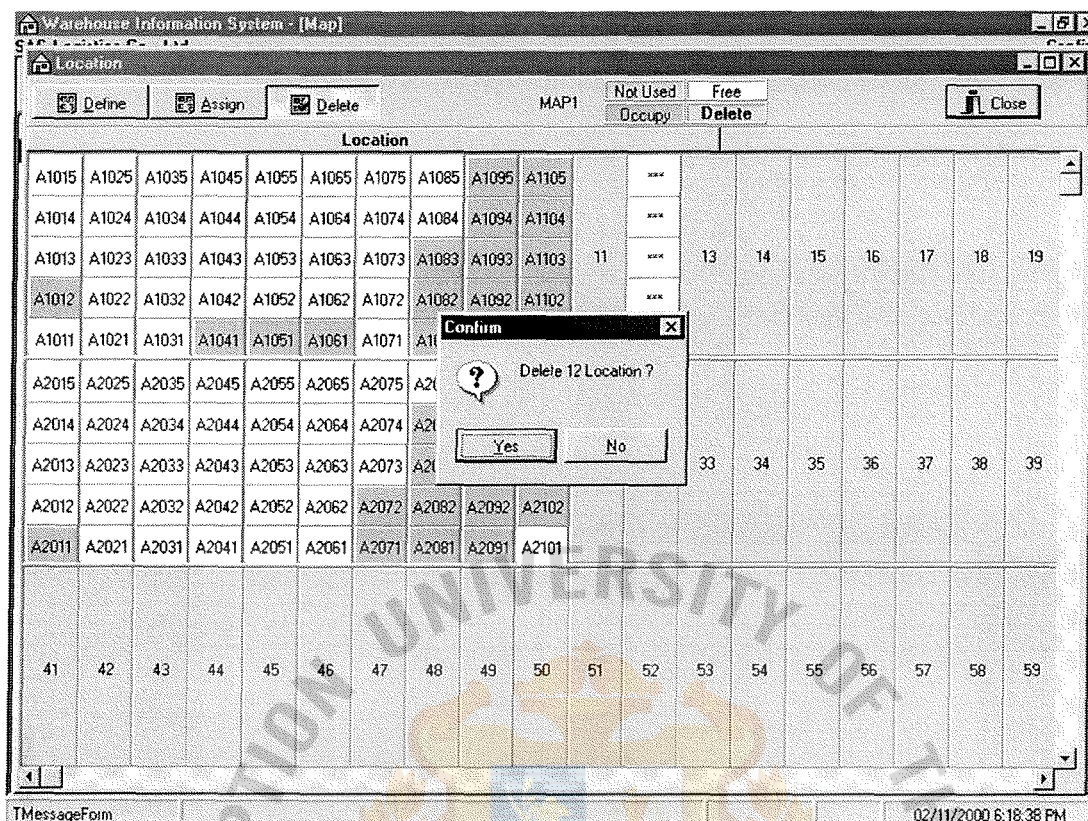 Warehouse Information System - [Map]
Location
Define Assign Delete MAP1 Not Used Free Close
Occupy Delete
Location
A1015 A1025 A1035 A1045 A1055 A1065 A1075 A1085 A1095 A1105 ***
A1014 A1024 A1034 A1044 A1054 A1064 A1074 A1084 A1094 A1104 ***
A1013 A1023 A1033 A1043 A1053 A1063 A1073 A1083 A1093 A1103 11 *** 13 14 15 16 17 18 19
A1012 A1022 A1032 A1042 A1052 A1062 A1072 A1082 A1092 A1102 ***
A1011 A1021 A1031 A1041 A1051 A1061 A1071
Confirm
Delete 12 Location ?
Yes No
A2015 A2025 A2035 A2045 A2055 A2065 A2075
A2014 A2024 A2034 A2044 A2054 A2064 A2074
A2013 A2023 A2033 A2043 A2053 A2063 A2073 33 34 35 36 37 38 39
A2012 A2022 A2032 A2042 A2052 A2062 A2072 A2082 A2092 A2102
A2011 A2021 A2031 A2041 A2051 A2061 A2071 A2081 A2091 A2101
41 42 43 44 45 46 47 48 49 50 51 52 53 54 55 56 57 58 59
UNIVERSITY OF
TMessageForm 02/11/2000 6:18:38 PM